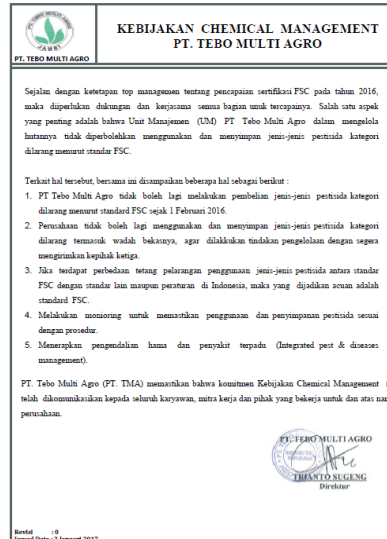 JAMBI
PT. TEBO MULTI AGRO
KEBIJAKAN CHEMICAL MANAGEMENT
PT. TEBO MULTI AGRO
Sejalan dengan ketetapan top managemen tentang pencapaian sertifikasi FSC pada tahun 2016,
maka diiperlukan dukungan dan kerjasama semua bagian unuk tercapainya. Salah satu aspek
yang penting adalah bahwa Unit Manajemen (UM) PT Tebo Multi Agro dalam mengelola
hutannya tidak diperbolehkan menggunakan dan menyimpan jenis-jenis pestisida kategori
dilarang menurut standar FSC.
Terkait hal tersebut, bersama ini disampaikan beberapa hal sebagai berikut :
1. PT Tebo Multi Agro tidak boleh lagi melakukan pembelian jenis-jenis pestisida kategori
dilarang menurut standard FSC sejak 1 Februari 2016.
2. Perusahaan tidak boleh lagi menggunakan dan menyimpan jenis-jenis pestisida kategori
dilarang termasuk wadah bekasnya, agar dilakkukan tindakan pengelolaan dengan segera
mengirimkan kepihak ketiga.
3. Jika terdapat perbedaan tetang pelarangan penggunaan jenis-jenis pestisida antara standar
FSC dengan standar lain maupun peraturan di Indonesia, maka yang dijadikan acuan adalah
standard FSC.
4. Melakukan monioring untuk memastikan penggunaan dan penyimpanan pestisida sesuai
dengan prosedur.
5. Menerapkan pengendalian hama dan penyakit terpadu (Integrated pest & diseases
management).
PT. Tebo Multi Agro (PT. TMA) memastikan bahwa komitmen Kebijakan Chemical Management
telah dikomunikasikan kepada seluruh karyawan, mitra kerja dan pihak yang bekerja untuk dan atas nam
perusahaan.
PT. TEBO MULTI AGRO
TRIANTO SUGENG
Direktur
Revisi : 0
Issued Date : 2 Januari 2017